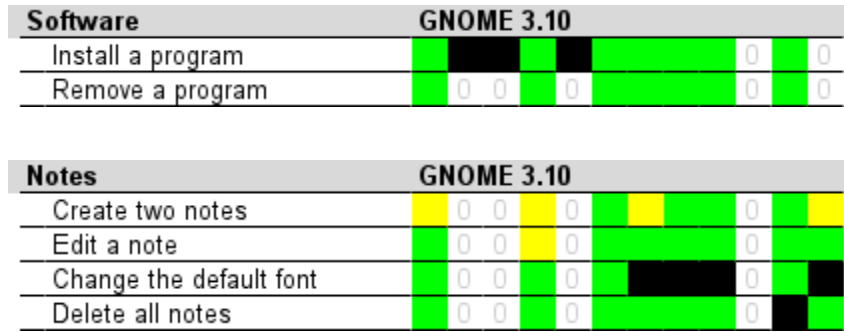 Software GNOME 3.10
Install a program 0 0
Remove a program 0 0 0 0 0
Notes GNOME 3.10
Create two notes 0 0 0 0
Edit a note 0 0 0 0
Change the default font 0 0 0 0
Delete all notes 0 0 0 0